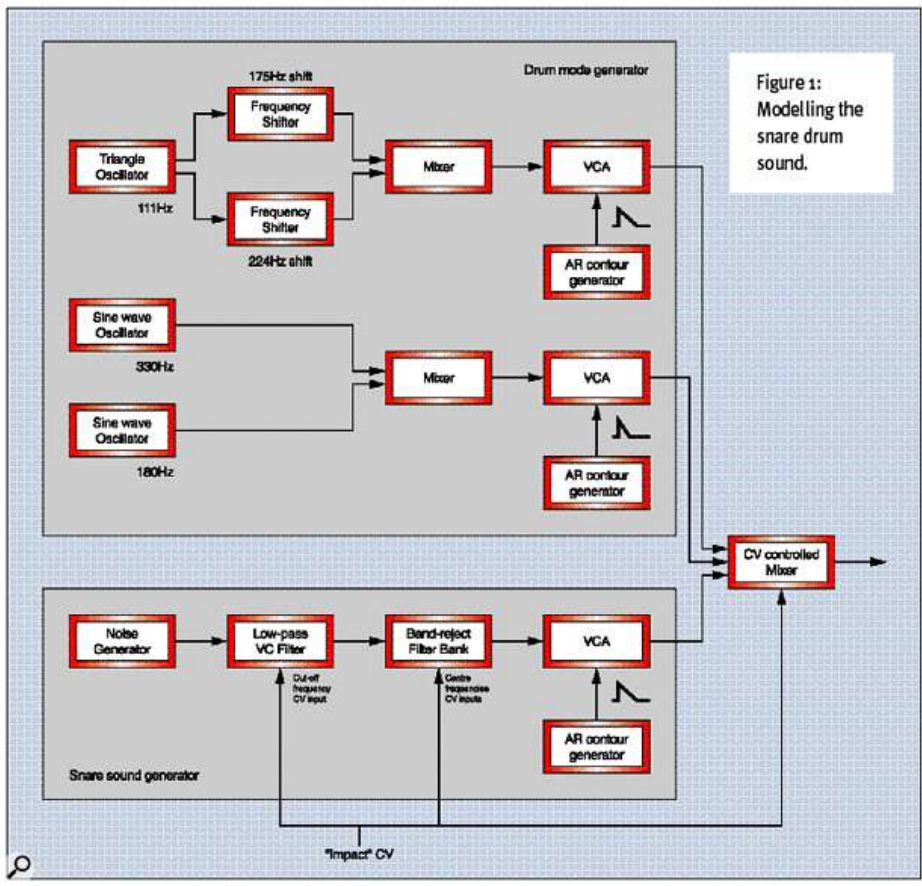 Drum mode generator
Figure 1:
Modelling the
snare drum
sound.
175Hz shift
Frequency
Shifter
Triangle
Oscillator
111Hz
Frequency
Shifter
224Hz shift
Mixer
VCA
AR contour
generator
Sine wave
Oscillator
330Hz
Sine wave
Oscillator
180Hz
Mixer
VCA
AR contour
generator
CV controlled
Mixer
Noise
Generator
Low-pass
VC Filter
Cut-off
frequency
CV input
Band-reject
Filter Bank
Centre
frequencies
CV inputs
VCA
AR contour
generator
Snare sound generator
"Impact" CV